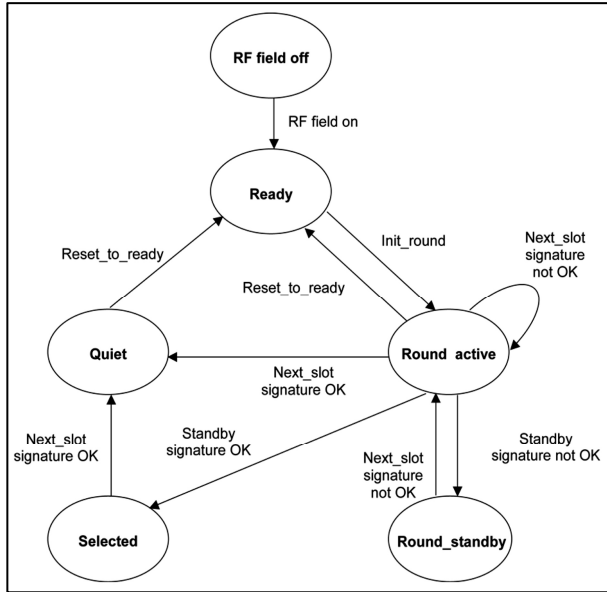 RF field off
RF field on
Ready
Init_round
Next_slot
signature
not OK
Reset_to_ready
Reset_to_ready
Quiet
Round active
Next_slot
signature OK
Next_slot
signature OK
Standby
signature OK
Next_slot
signature
not OK
Standby
signature not OK
Selected
Round_standby